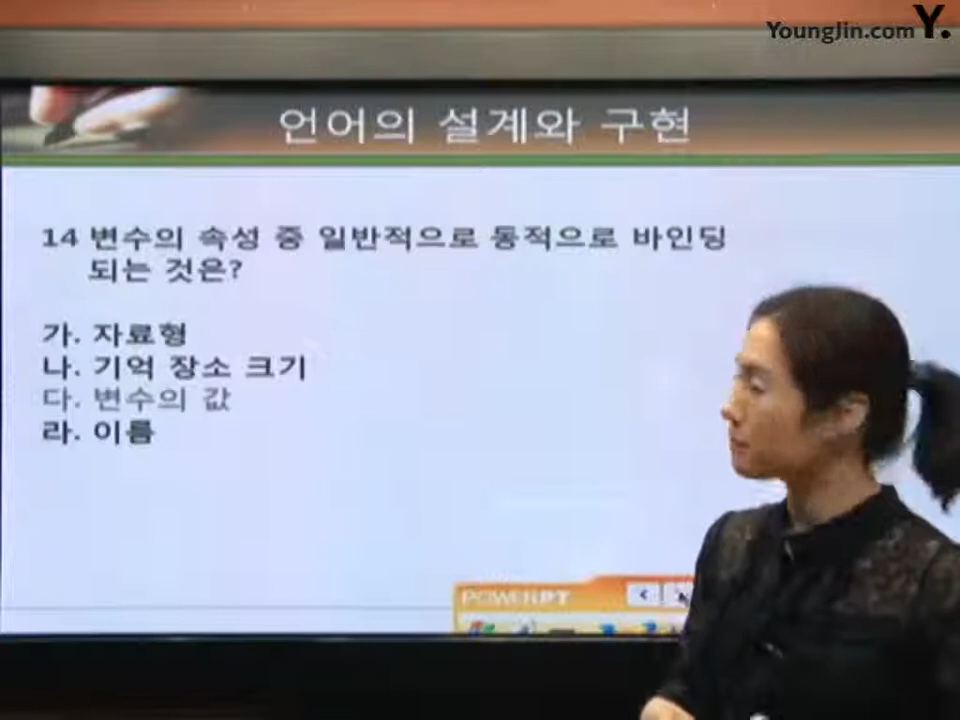 YoungJin.com Y.
언어의 설계와 구현
14 변수의 속성 중 일반적으로 동적으로 바인딩
되는 것은?
가. 자료형
나. 기억 장소 크기
다. 변수의 값
라. 이름
POWERPT